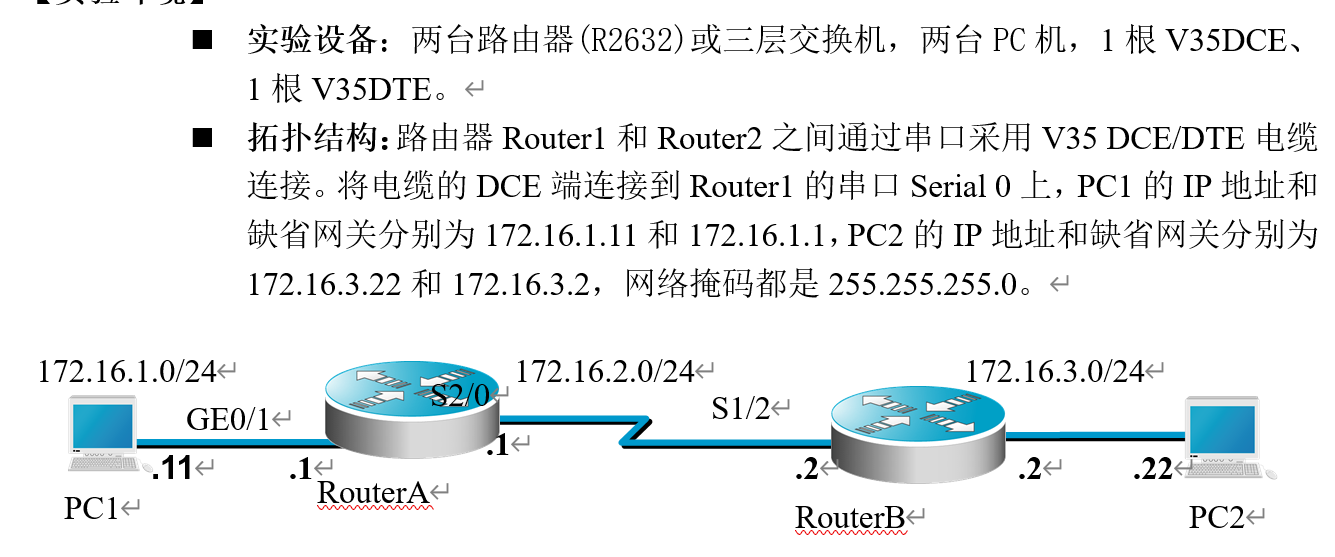 ■ 实验设备：两台路由器(R2632)或三层交换机，两台 PC 机，1 根 V35DCE、
1 根 V35DTE。↵
■ 拓扑结构:路由器 Router1 和 Router2 之间通过串口采用 V35 DCE/DTE 电缆
连接。将电缆的 DCE 端连接到 Router1 的串口 Serial 0 上，PC1 的 IP 地址和
缺省网关分别为 172.16.1.11 和 172.16.1.1，PC2 的 IP 地址和缺省网关分别为
172.16.3.22 和 172.16.3.2，网络掩码都是 255.255.255.0。↵
172.16.1.0/24↵ 172.16.2.0/24↵ 172.16.3.0/24↵
GE0/1↵ S2/0↵ S1/2↵
.11↵ .1↵ .1↵ .2↵ .2↵ .22↵
PC1↵ RouterA↵ RouterB↵ PC2↵